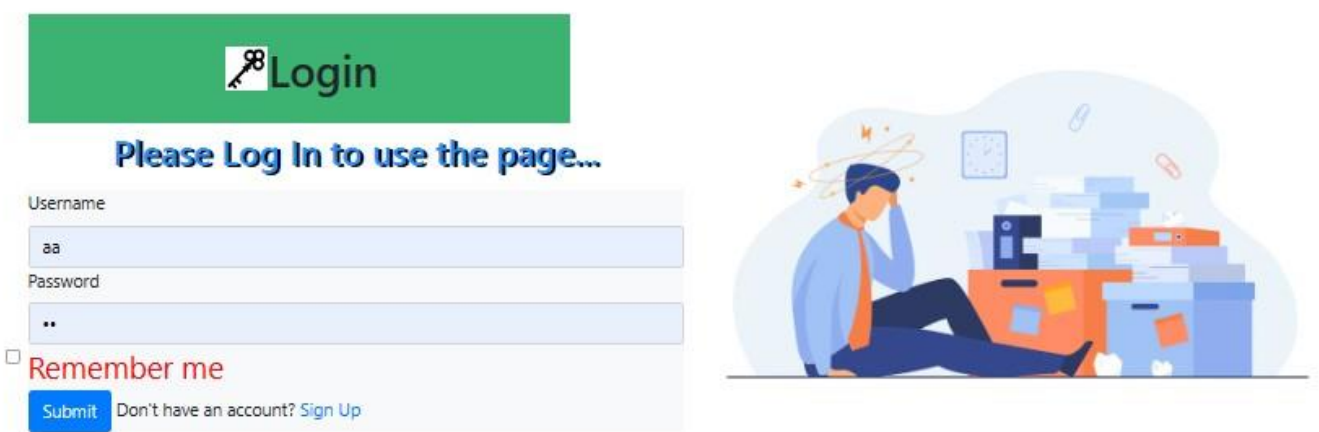 Login
Please Log In to use the page...
Username
aa
Password
••
Remember me
Submit Don't have an account? Sign Up